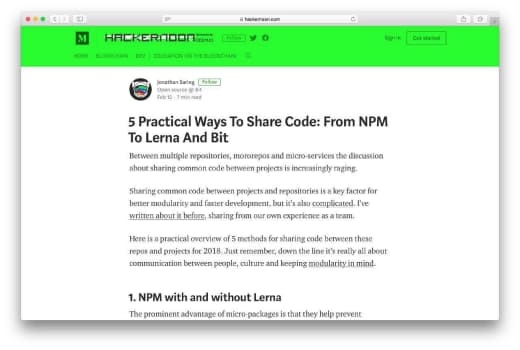 hackernoon.com
M
HACKERNOON
Follow
Sign in
Get started
HOME
BLOCKCHAIN
DEV
EDUCATION ON THE BLOCKCHAIN
Jonathan Saring
Follow
Open source @ Bit
Feb 12 · 7 min read
5 Practical Ways To Share Code: From NPM
To Lerna And Bit
Between multiple repositories, monorepos and micro-services the discussion
about sharing common code between projects is increasingly raging.
Sharing common code between projects and repositories is a key factor for
better modularity and faster development, but it's also complicated. I've
written about it before, sharing from our own experience as a team.
Here is a practical overview of 5 methods for sharing code between these
repos and projects for 2018. Just remember, down the line it's really all about
communication between people, culture and keeping modularity in mind.
1. NPM with and without Lerna
The prominent advantage of micro-packages is that they help prevent